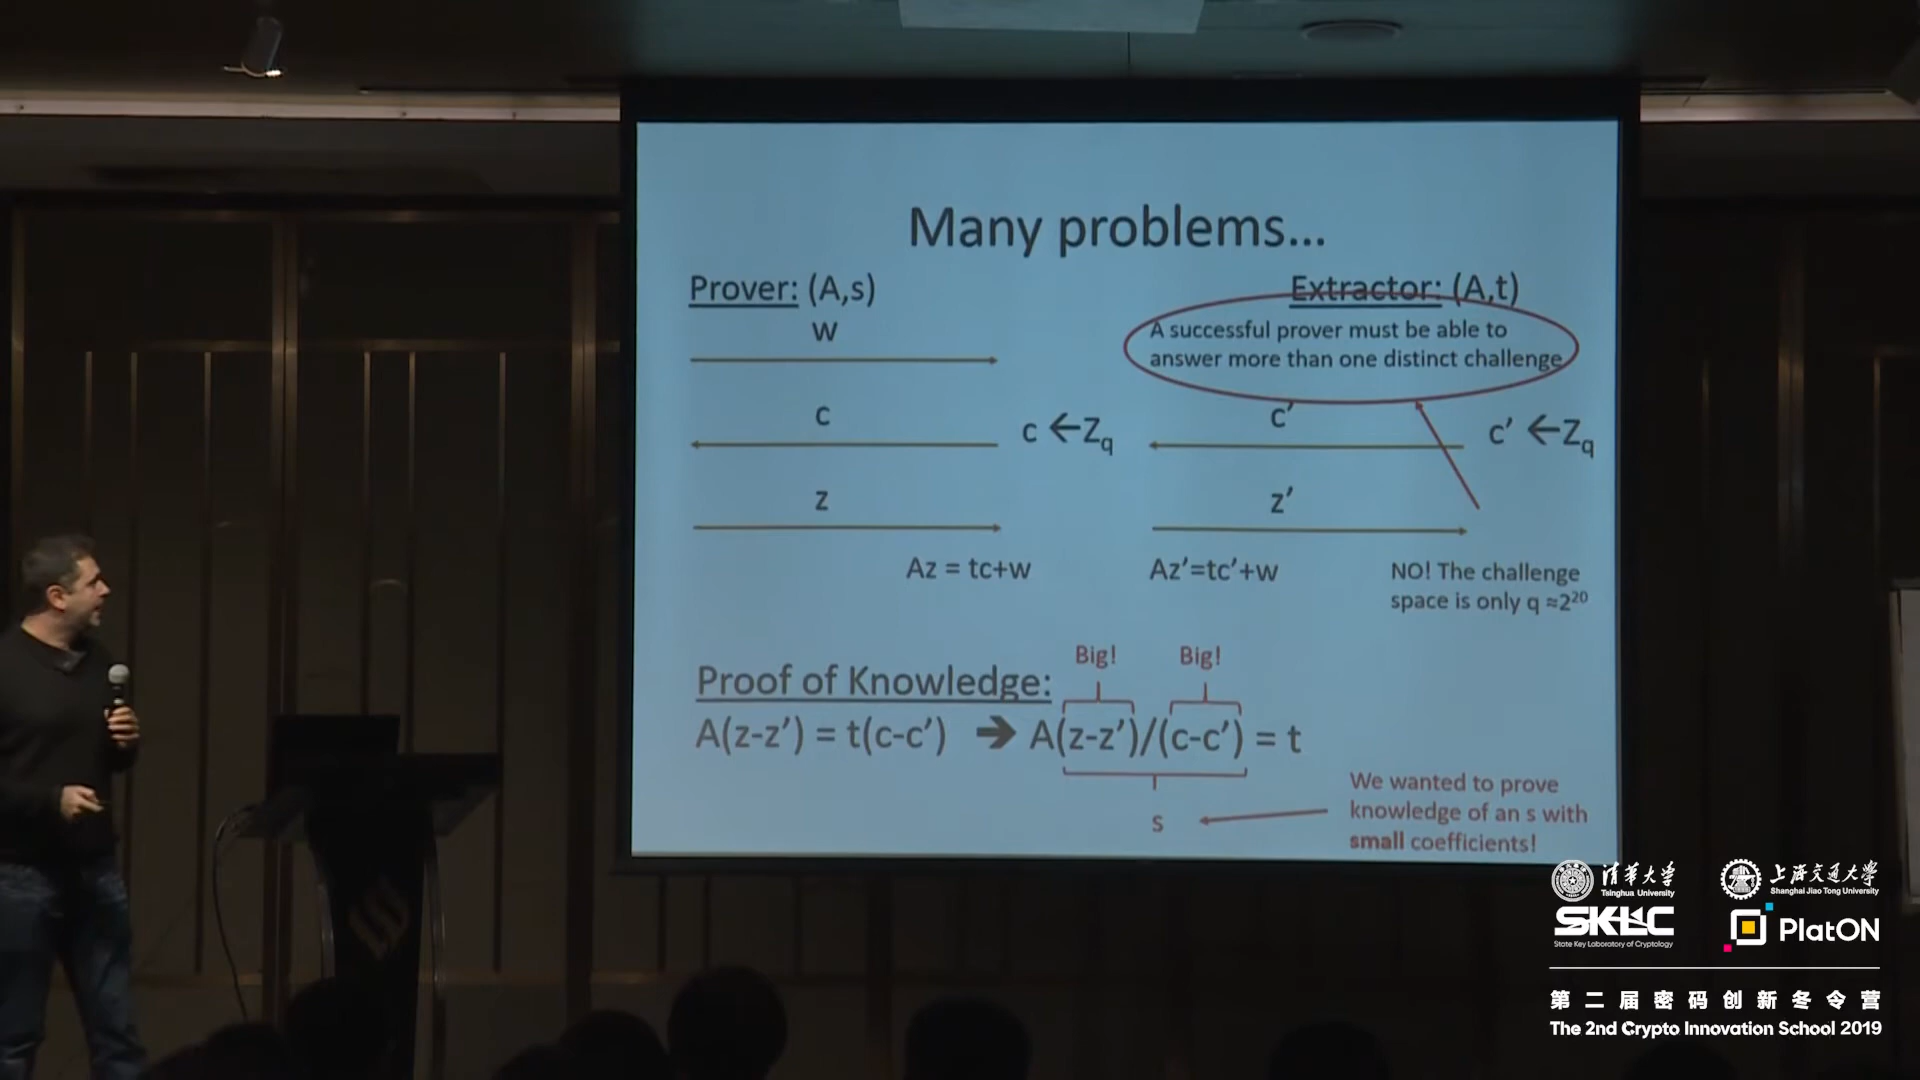 Many problems...
Prover: (A,s)
Extractor: (A,t)
w
A successful prover must be able to
answer more than one distinct challenge
c
c ←Zq
c′
c′ ←Zq
z
z′
Az = tc+w
Az′=tc′+w
NO! The challenge
space is only q ≈2²⁰
Big!
Big!
Proof of Knowledge:
A(z-z′) = t(c-c′) ➔ A(z-z′)/(c-c′) = t
s
We wanted to prove
knowledge of an s with
small coefficients!
清华大学
Tsinghua University
上海交通大学
Shanghai Jiao Tong University
SKLC
State Key Laboratory of Cryptology
PlatON
第二届密码创新冬令营
The 2nd Crypto Innovation School 2019